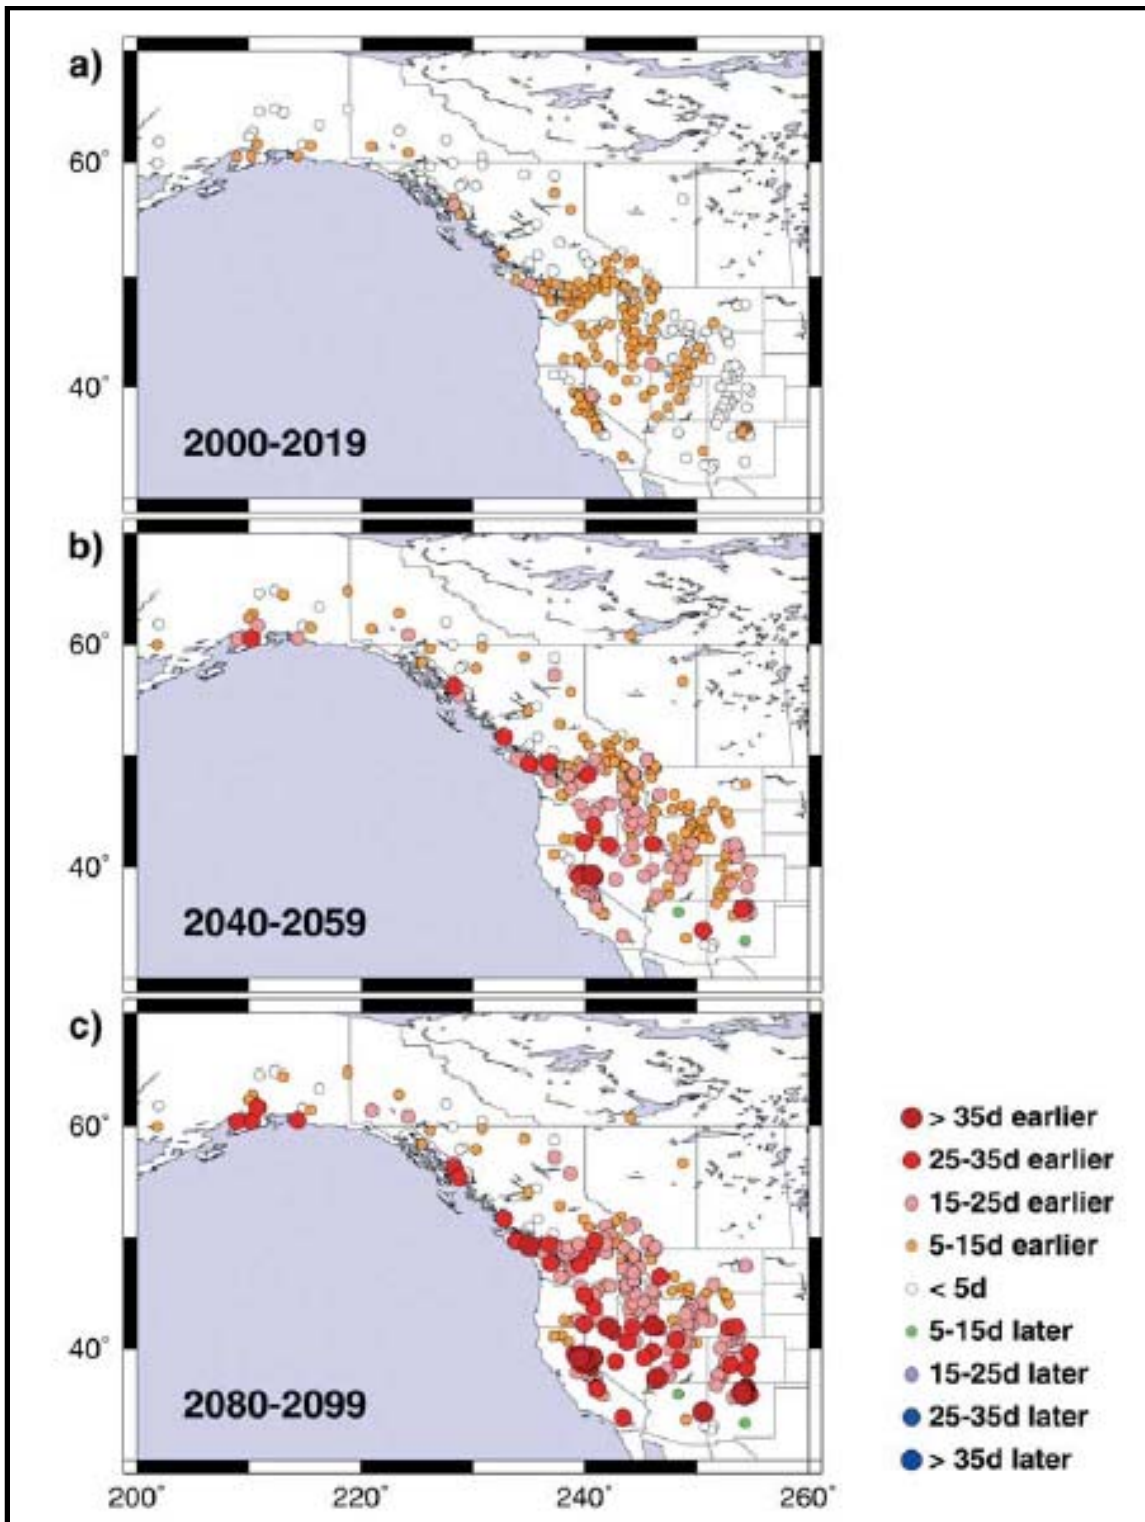 a)
60°
40°
2000-2019
b)
60°
40°
2040-2059
c)
60°
40°
2080-2099
200°
220°
240°
260°
> 35d earlier
25-35d earlier
15-25d earlier
5-15d earlier
< 5d
5-15d later
15-25d later
25-35d later
> 35d later